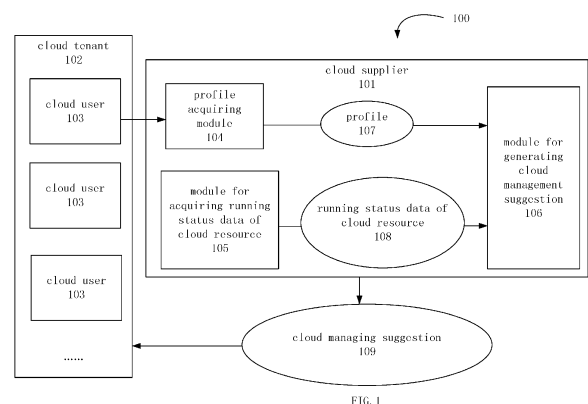 100
cloud tenant
102
cloud user
103
cloud user
103
cloud user
103
......
cloud supplier
101
profile
acquiring
module
104
profile
107
module for
generating
cloud
management
suggestion
106
module for
acquiring running
status data of
cloud resource
105
running status data of
cloud resource
108
cloud managing suggestion
109
FIG. 1